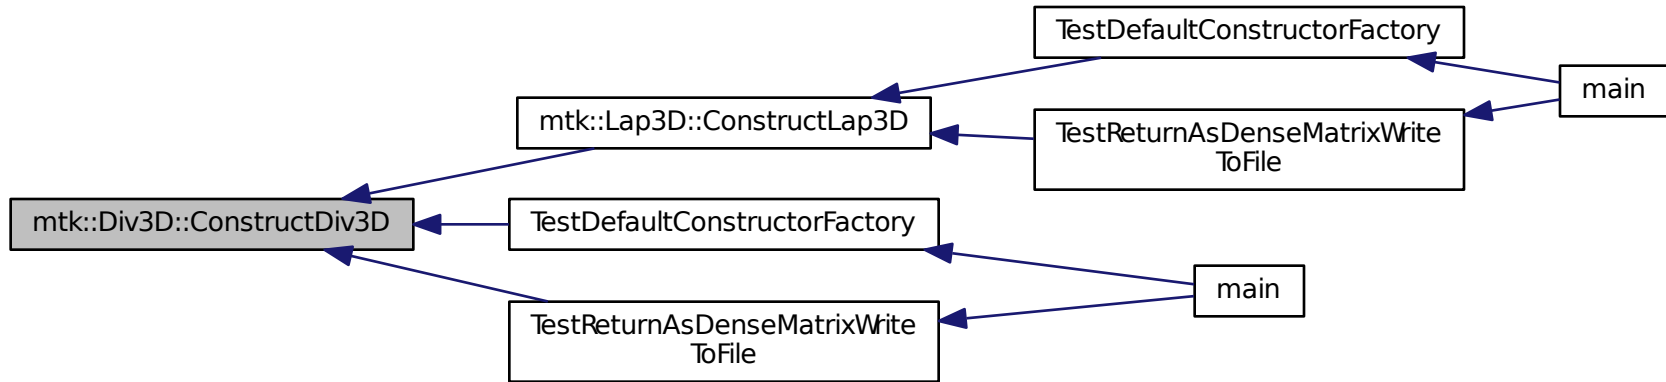 TestDefaultConstructorFactory
main
mtk::Lap3D::ConstructLap3D
TestReturnAsDenseMatrixWrite
ToFile
mtk::Div3D::ConstructDiv3D
TestDefaultConstructorFactory
main
TestReturnAsDenseMatrixWrite
ToFile